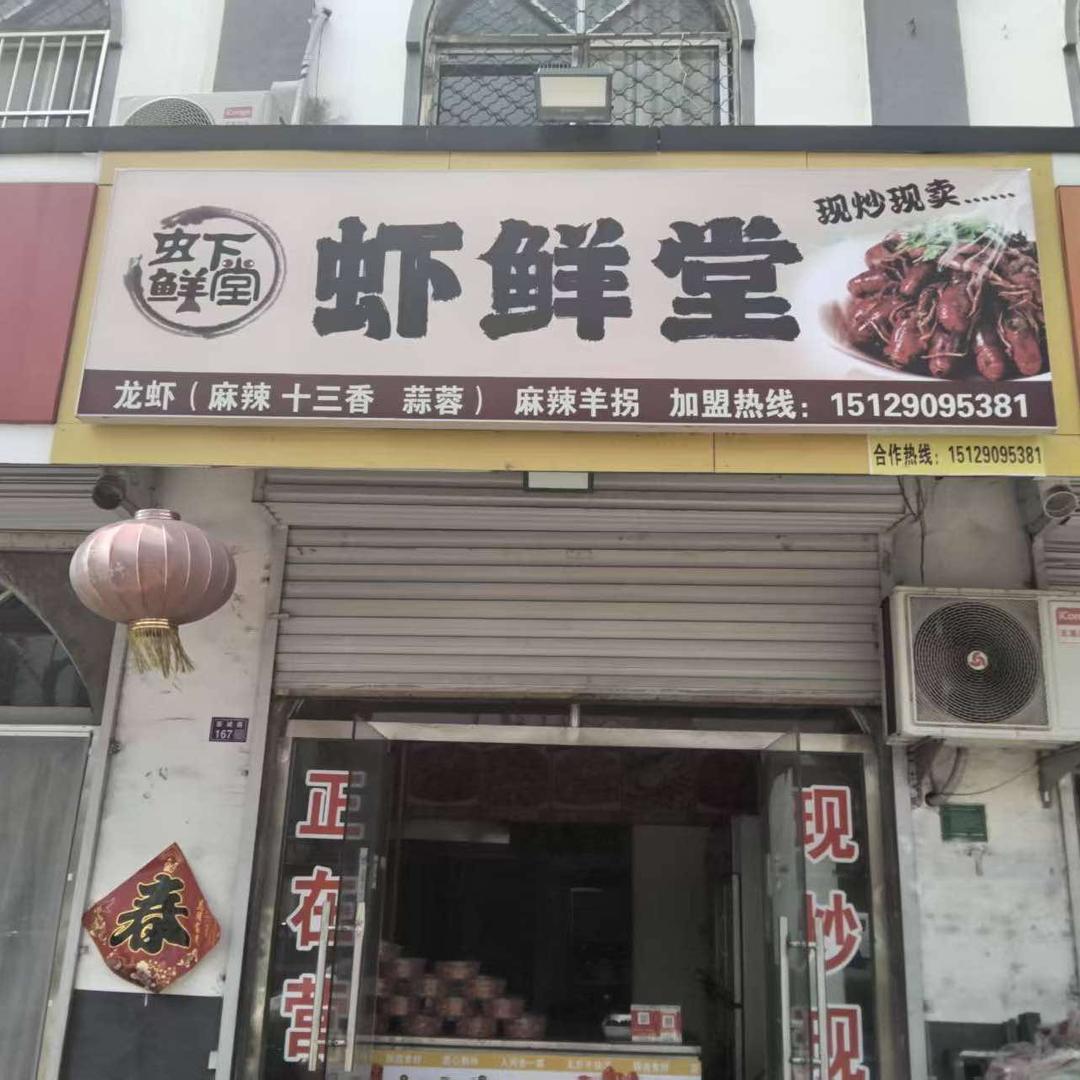 现炒现卖......
虾鲜堂
虾鲜堂
龙虾（麻辣 十三香 蒜蓉） 麻辣羊拐 加盟热线：15129095381
合作热线：15129095381
167
春
正在营
现炒现